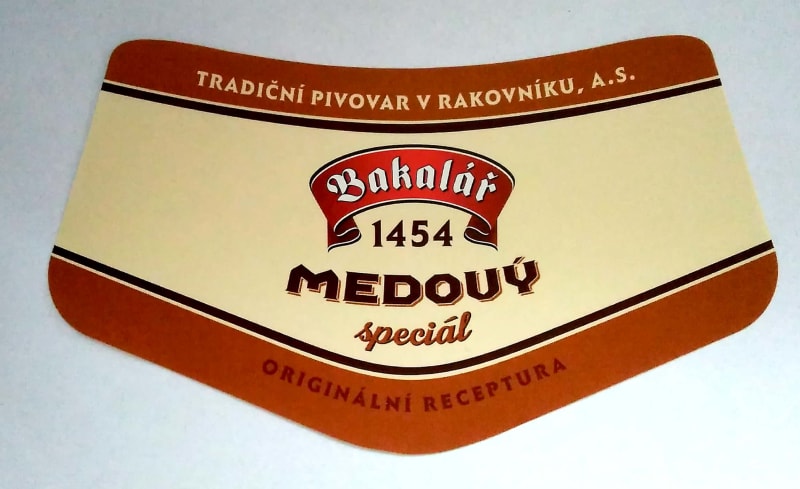 TRADIČNÍ PIVOVAR V RAKOVNÍKU, A.S.
Bakalář
1454
MEDOVÝ
speciál
ORIGINÁLNÍ RECEPTURA